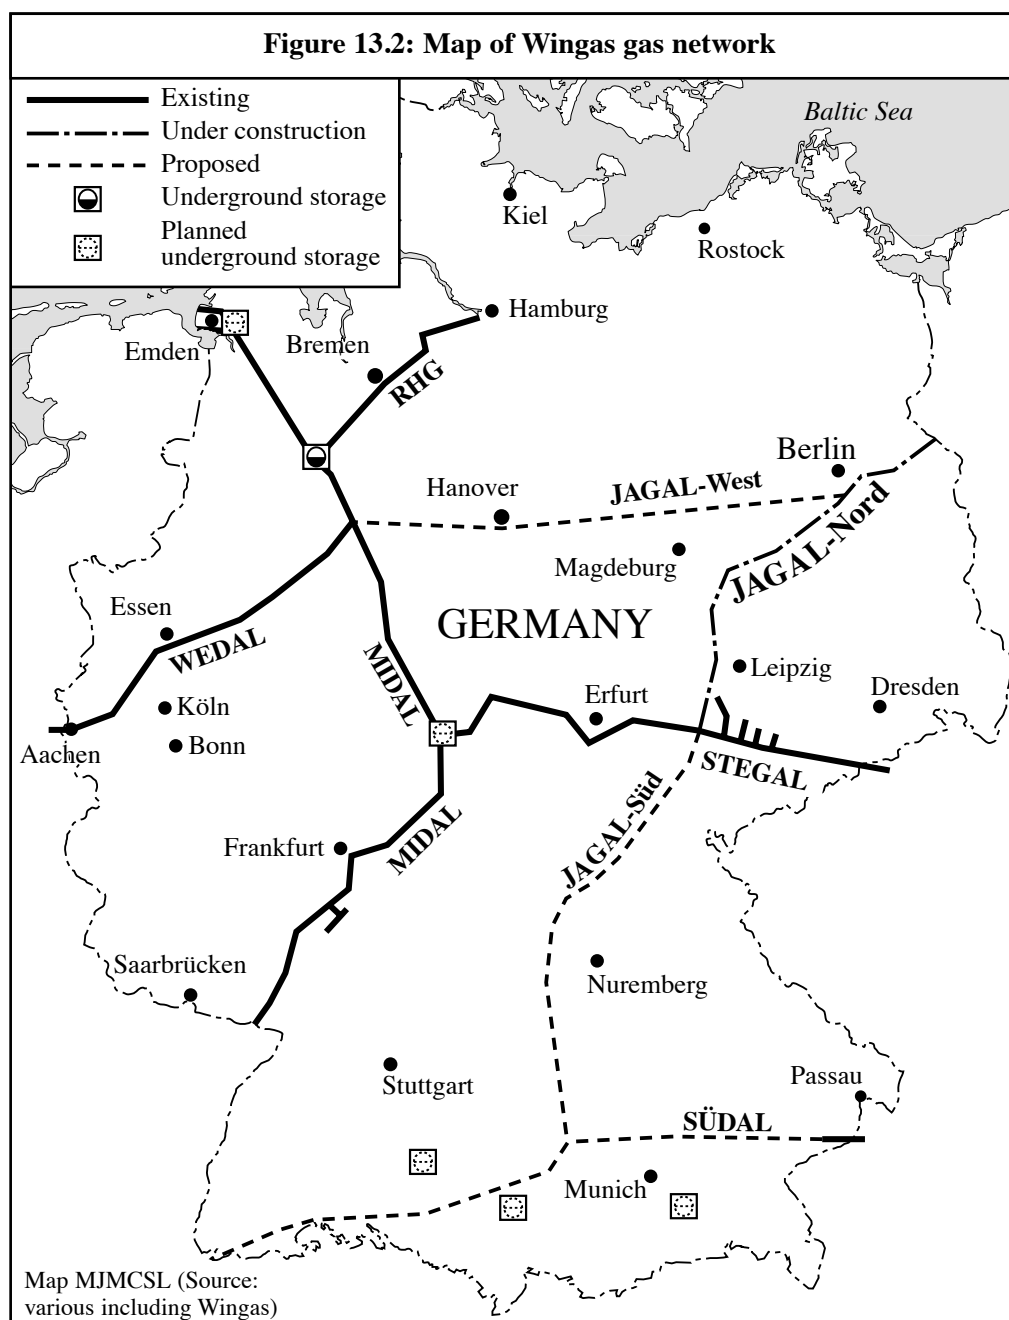 Figure 13.2: Map of Wingas gas network
Existing
Under construction
Proposed
Underground storage
Planned
underground storage
Baltic Sea
Kiel
Rostock
Hamburg
Emden
Bremen
RHG
Berlin
Hanover
JAGAL-West
JAGAL-Nord
Magdeburg
Essen
GERMANY
WEDAL
MIDAL
Leipzig
Erfurt
Dresden
Köln
Bonn
Aachen
STEGAL
JAGAL-Süd
MIDAL
Frankfurt
Saarbrücken
Nuremberg
Stuttgart
Passau
SÜDAL
Munich
Map MJMCSL (Source:
various including Wingas)